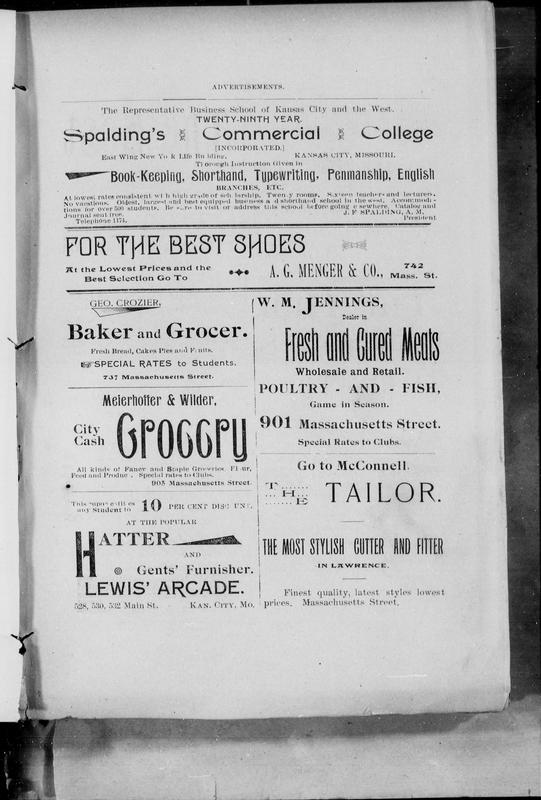 ADVERTISEMENTS.
The Representative Business School of Kansas City and the West.
TWENTY-NINTH YEAR.
Spalding's Commercial College
[INCORPORATED.]
East Wing New Yo k Life Building, KANSAS CITY, MISSOURI.
Thorough Instruction Given in
Book-Keeping, Shorthand, Typewriting, Penmanship, English
BRANCHES, ETC.
At lowest rates consistent with high grade of scholarship. Twenty rooms, Sixteen teachers and lecturers.
No vacations. Oldest, largest and best equipped business and shorthand school in the west. Accommoda-
tions for over 500 students. Be sure to visit or address this school before going elsewhere. Catalog and
Journal sent free. J. F SPALDING, A. M,
Telephone 1174. President
FOR THE BEST SHOES
At the Lowest Prices and the
Best Selection Go To
A. G. MENGER & CO., 742
Mass. St.
GEO. CROZIER,
Baker and Grocer.
Fresh Bread, Cakes Pies and Fruits.
SPECIAL RATES to Students.
737 Massachusetts Street.
Meierhoffer & Wilder,
City
Cash
Grocery
All kinds of Fancy and Staple Groceries. Flour,
Feed and Produce. Special rates to Clubs.
905 Massachusetts Street.
This coupon entitles
any Student to 10 PER CENT DISCOUNT.
AT THE POPULAR
HATTER
AND
Gents' Furnisher.
LEWIS' ARCADE.
528, 530, 532 Main St. KAN. CITY, MO.
W. M. JENNINGS,
Dealer in
Fresh and Cured Meats
Wholesale and Retail.
POULTRY - AND - FISH,
Game in Season.
901 Massachusetts Street.
Special Rates to Clubs.
Go to McConnell.
THE TAILOR.
THE MOST STYLISH CUTTER AND FITTER
IN LAWRENCE.
Finest quality, latest styles lowest
prices. Massachusetts Street.